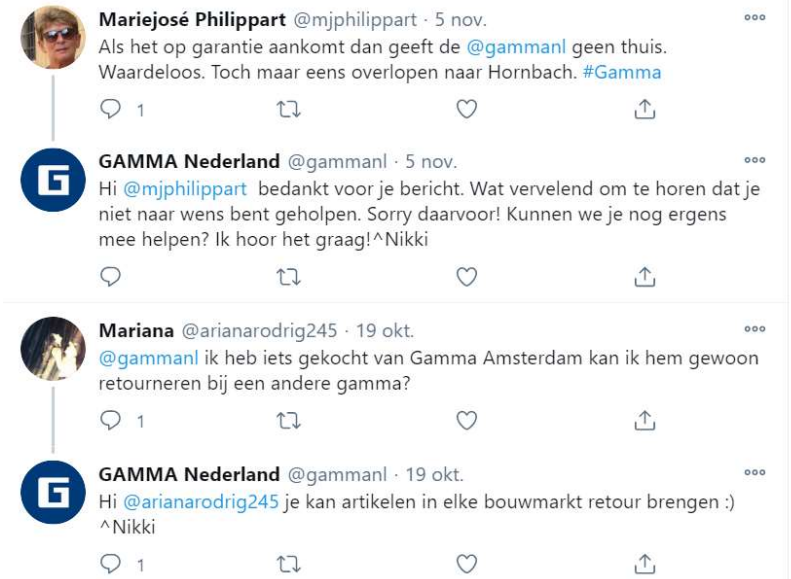 Mariejosé Philippart @mjphilippart · 5 nov.
Als het op garantie aankomt dan geeft de @gammanl geen thuis.
Waardeloos. Toch maar eens overlopen naar Hornbach. #Gamma
1
G
GAMMA Nederland @gammanl · 5 nov.
Hi @mjphilippart bedankt voor je bericht. Wat vervelend om te horen dat je
niet naar wens bent geholpen. Sorry daarvoor! Kunnen we je nog ergens
mee helpen? Ik hoor het graag!^Nikki
Mariana @arianarodrig245 · 19 okt.
@gammanl ik heb iets gekocht van Gamma Amsterdam kan ik hem gewoon
retourneren bij een andere gamma?
1
G
GAMMA Nederland @gammanl · 19 okt.
Hi @arianarodrig245 je kan artikelen in elke bouwmarkt retour brengen :)
^Nikki
1